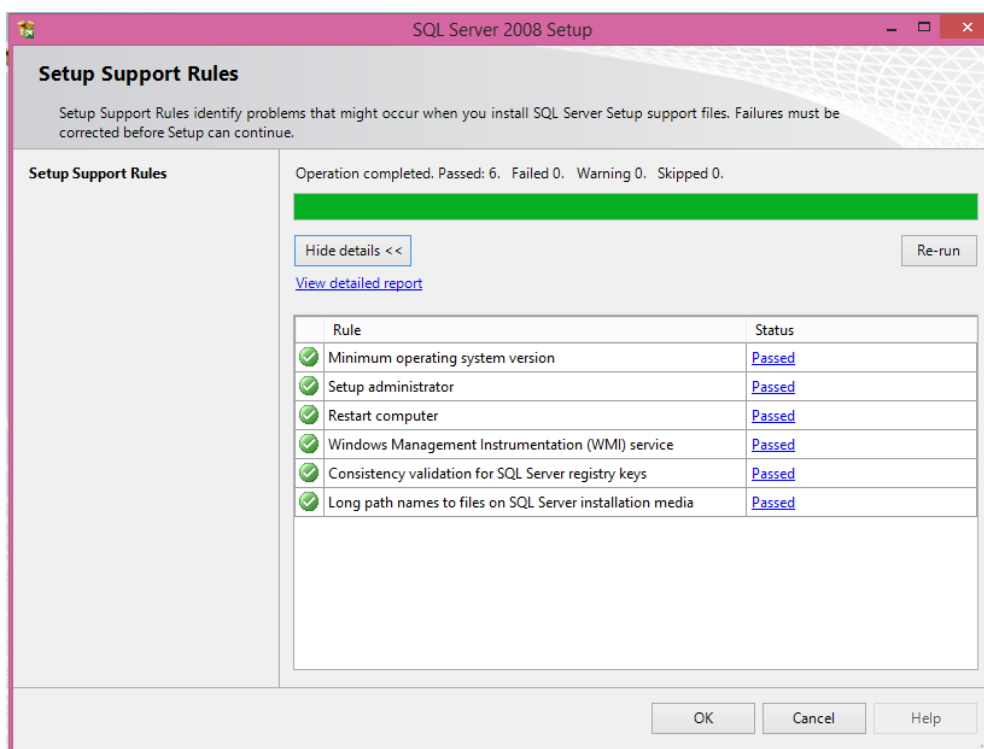 SQL Server 2008 Setup
Setup Support Rules
Setup Support Rules identify problems that might occur when you install SQL Server Setup support files. Failures must be
corrected before Setup can continue.
Setup Support Rules
Operation completed. Passed: 6. Failed 0. Warning 0. Skipped 0.
Hide details <<
Re-run
View detailed report
Rule Status
Minimum operating system version Passed
Setup administrator Passed
Restart computer Passed
Windows Management Instrumentation (WMI) service Passed
Consistency validation for SQL Server registry keys Passed
Long path names to files on SQL Server installation media Passed
OK Cancel Help